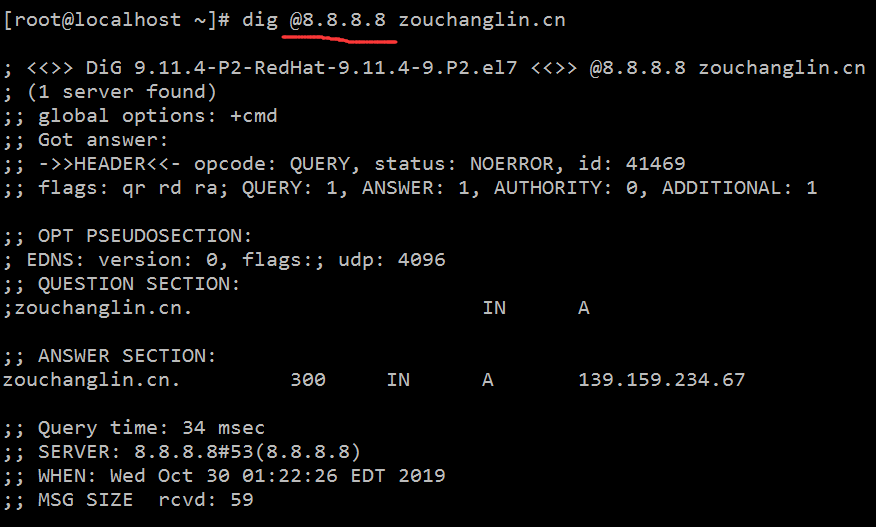 [root@localhost ~]# dig @8.8.8.8 zouchanglin.cn
; <<>> DiG 9.11.4-P2-RedHat-9.11.4-9.P2.el7 <<>> @8.8.8.8 zouchanglin.cn
; (1 server found)
;; global options: +cmd
;; Got answer:
;; ->>HEADER<<- opcode: QUERY, status: NOERROR, id: 41469
;; flags: qr rd ra; QUERY: 1, ANSWER: 1, AUTHORITY: 0, ADDITIONAL: 1
;; OPT PSEUDOSECTION:
; EDNS: version: 0, flags:; udp: 4096
;; QUESTION SECTION:
;zouchanglin.cn. IN A
;; ANSWER SECTION:
zouchanglin.cn. 300 IN A 139.159.234.67
;; Query time: 34 msec
;; SERVER: 8.8.8.8#53(8.8.8.8)
;; WHEN: Wed Oct 30 01:22:26 EDT 2019
;; MSG SIZE rcvd: 59